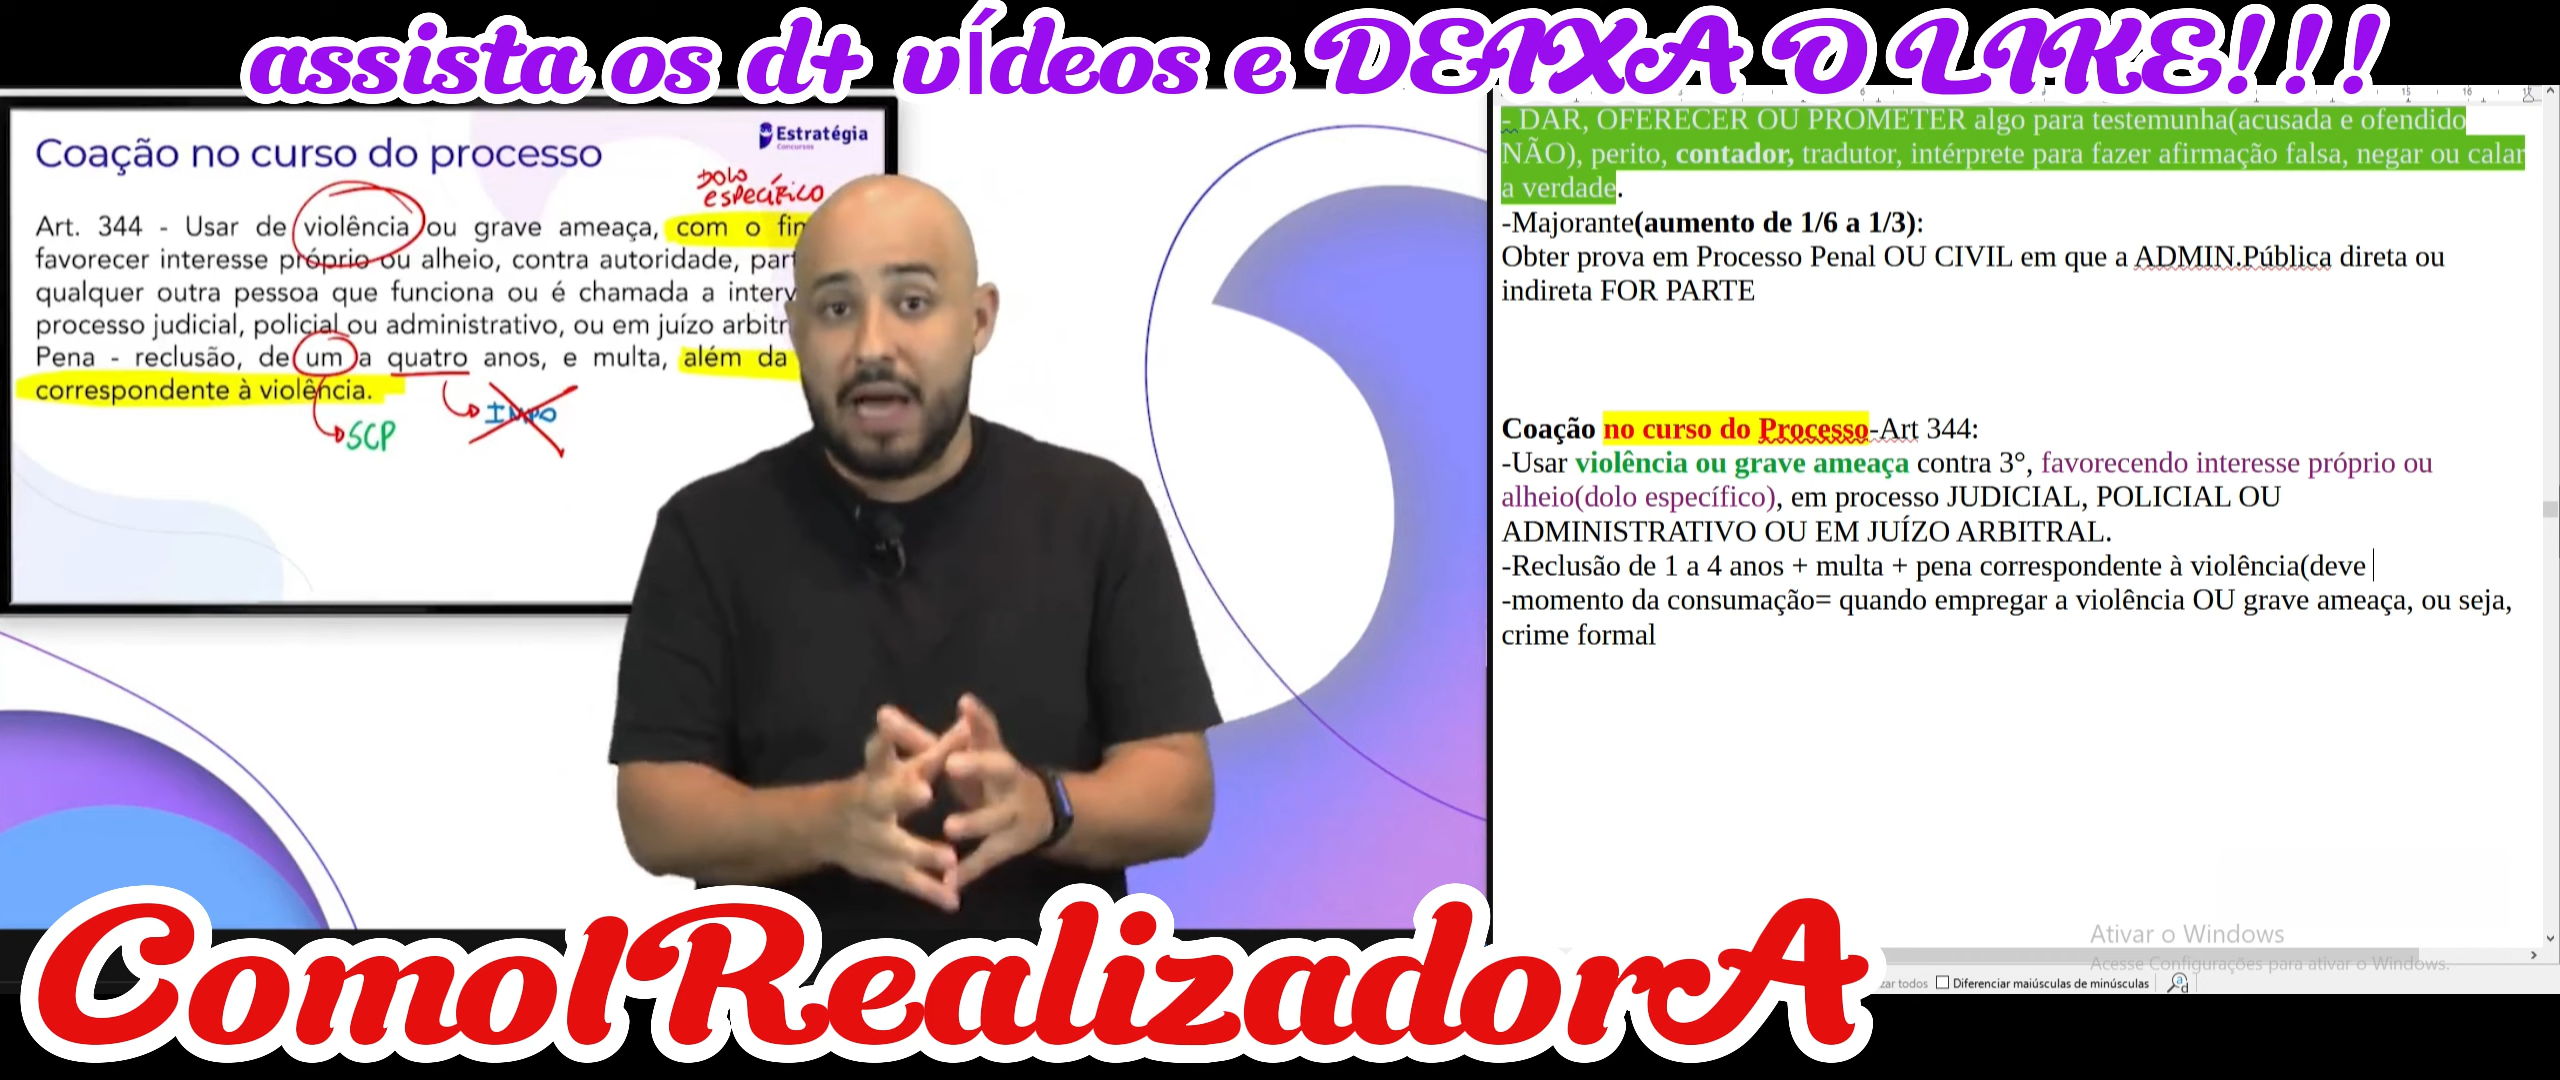 assista os d+ vídeos e DEIXA O LIKE!!!
Coação no curso do processo
Estratégia
Concursos
DOLO
ESPECÍFICO
Art. 344 - Usar de violência ou grave ameaça, com o fim
favorecer interesse próprio ou alheio, contra autoridade,
qualquer outra pessoa que funciona ou é chamada a
processo judicial, policial ou administrativo, ou em juízo
Pena - reclusão, de um a quatro anos, e multa, além da
correspondente à violência.
SCP
IMPO
- DAR, OFERECER OU PROMETER algo para testemunha(acusada e ofendido
NÃO), perito, contador, tradutor, intérprete para fazer afirmação falsa, negar ou calar
a verdade.
-Majorante(aumento de 1/6 a 1/3):
Obter prova em Processo Penal OU CIVIL em que a ADMIN.Pública direta ou
indireta FOR PARTE
Coação no curso do Processo-Art 344:
-Usar violência ou grave ameaça contra 3°, favorecendo interesse próprio ou
alheio(dolo específico), em processo JUDICIAL, POLICIAL OU
ADMINISTRATIVO OU EM JUÍZO ARBITRAL.
-Reclusão de 1 a 4 anos + multa + pena correspondente à violência(deve
-momento da consumação= quando empregar a violência OU grave ameaça, ou seja,
crime formal
Ativar o Windows
Acesse Configurações para ativar o Windows.
todos Diferenciar maiúsculas de minúsculas
ComolRealizadorA